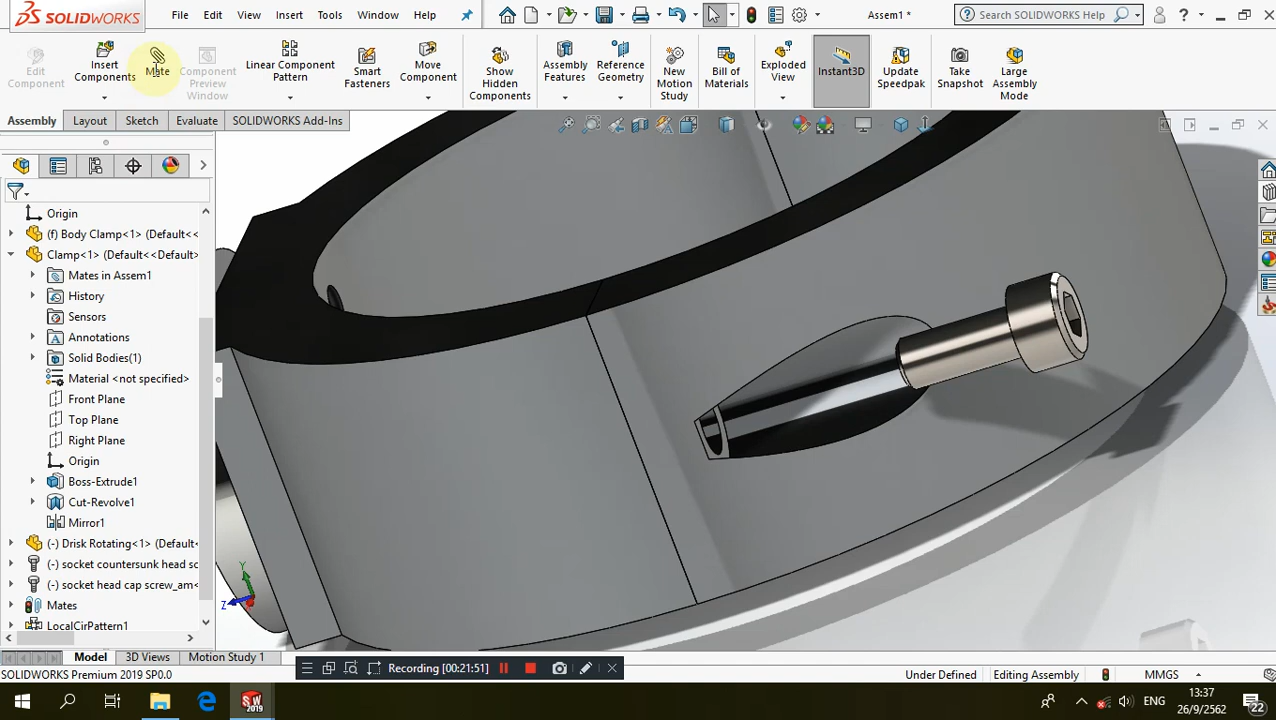 SOLIDWORKS File Edit View Insert Tools Window Help Assem1 * Search SOLIDWORKS Help ?
Edit Component
Insert Components
Mate
Component Preview Window
Linear Component Pattern
Smart Fasteners
Move Component
Show Hidden Components
Assembly Features
Reference Geometry
New Motion Study
Bill of Materials
Exploded View
Instant3D
Update Speedpak
Take Snapshot
Large Assembly Mode
Assembly Layout Sketch Evaluate SOLIDWORKS Add-Ins
Origin
(f) Body Clamp<1> (Default<<
Clamp<1> (Default<<Default>
Mates in Assem1
History
Sensors
Annotations
Solid Bodies(1)
Material <not specified>
Front Plane
Top Plane
Right Plane
Origin
Boss-Extrude1
Cut-Revolve1
Mirror1
(-) Drisk Rotating<1> (Default<
(-) socket countersunk head sc
(-) socket head cap screw_am<
Mates
LocalCirPattern1
Y
Z
Model 3D Views Motion Study 1
Recording [00:21:51]
SOLIDWORKS Premium 2019 SP0.0 Under Defined Editing Assembly MMGS
SW 2019
ENG
13:37
26/9/2562
22